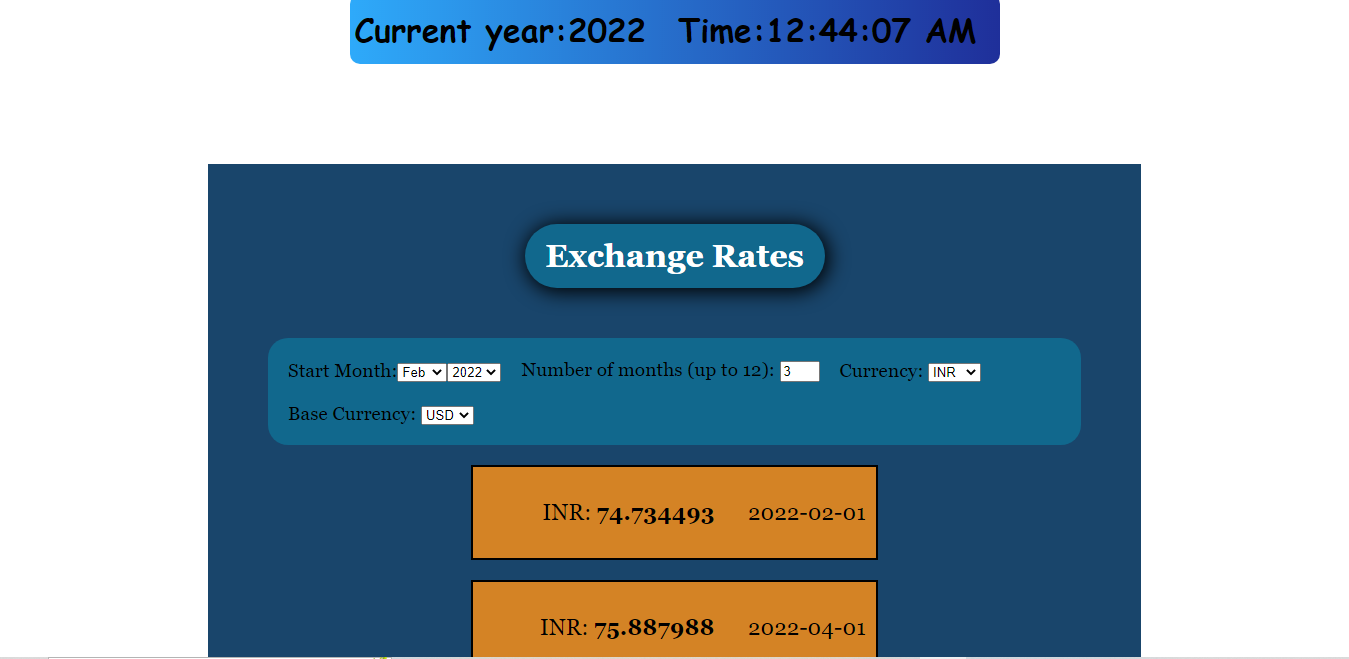 Current year:2022 Time:12:44:07 AM
Exchange Rates
Start Month: Feb 2022 Number of months (up to 12): 3 Currency: INR
Base Currency: USD
INR: 74.734493 2022-02-01
INR: 75.887988 2022-04-01